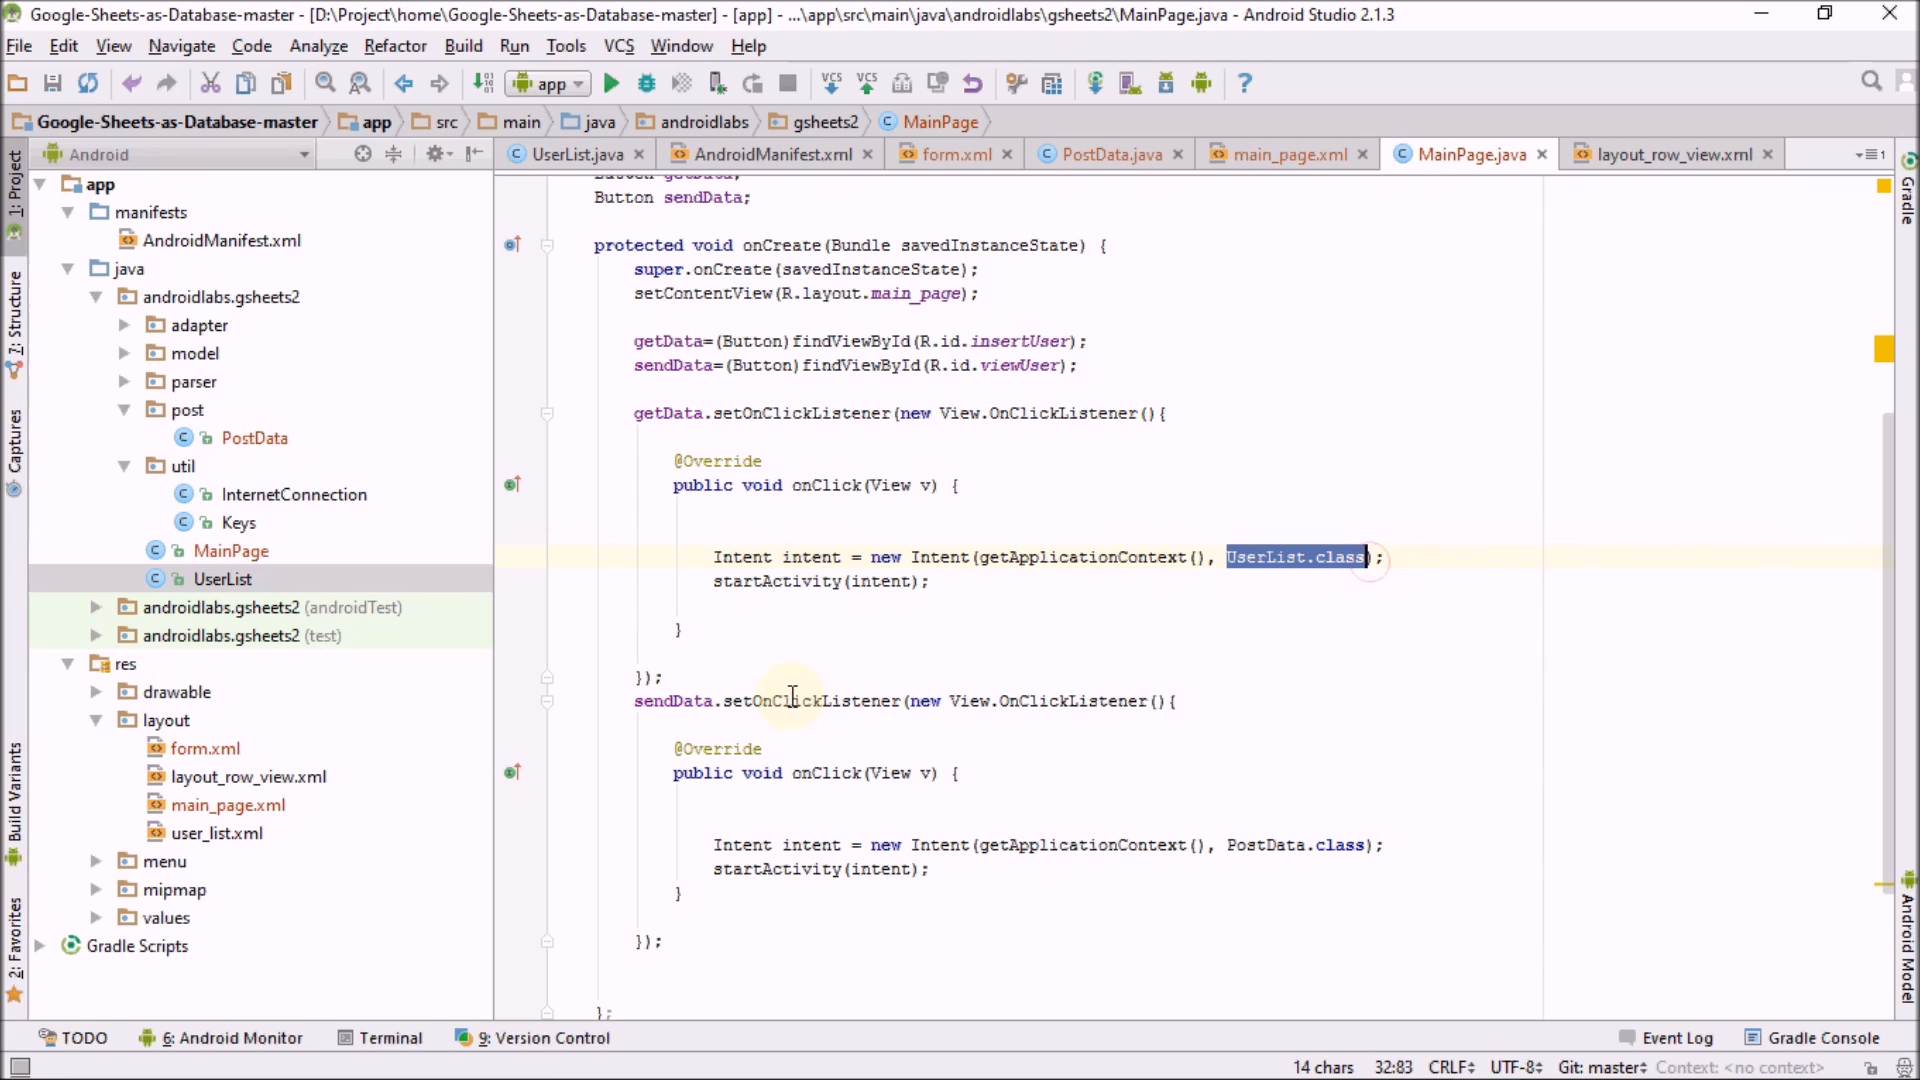 Google-Sheets-as-Database-master - [D:\Project\home\Google-Sheets-as-Database-master] - [app] - ...\app\src\main\java\androidlabs\gsheets2\MainPage.java - Android Studio 2.1.3
File Edit View Navigate Code Analyze Refactor Build Run Tools VCS Window Help
app VCS VCS ?
Google-Sheets-as-Database-master app src main java androidlabs gsheets2 MainPage
Android
UserList.java AndroidManifest.xml form.xml PostData.java main_page.xml MainPage.java layout_row_view.xml
1: Project
7: Structure
Captures
Build Variants
2: Favorites
app
manifests
AndroidManifest.xml
java
androidlabs.gsheets2
adapter
model
parser
post
PostData
util
InternetConnection
Keys
MainPage
UserList
androidlabs.gsheets2 (androidTest)
androidlabs.gsheets2 (test)
res
drawable
layout
form.xml
layout_row_view.xml
main_page.xml
user_list.xml
menu
mipmap
values
Gradle Scripts
Button getData;
Button sendData;
protected void onCreate(Bundle savedInstanceState) {
super.onCreate(savedInstanceState);
setContentView(R.layout.main_page);
getData=(Button)findViewById(R.id.insertUser);
sendData=(Button)findViewById(R.id.viewUser);
getData.setOnClickListener(new View.OnClickListener(){
@Override
public void onClick(View v) {
Intent intent = new Intent(getApplicationContext(), UserList.class);
startActivity(intent);
}
});
sendData.setOnClickListener(new View.OnClickListener(){
@Override
public void onClick(View v) {
Intent intent = new Intent(getApplicationContext(), PostData.class);
startActivity(intent);
}
});
};
Gradle
Android Model
TODO 6: Android Monitor Terminal 9: Version Control Event Log Gradle Console
14 chars 32:83 CRLF UTF-8 Git: master Context: <no context>